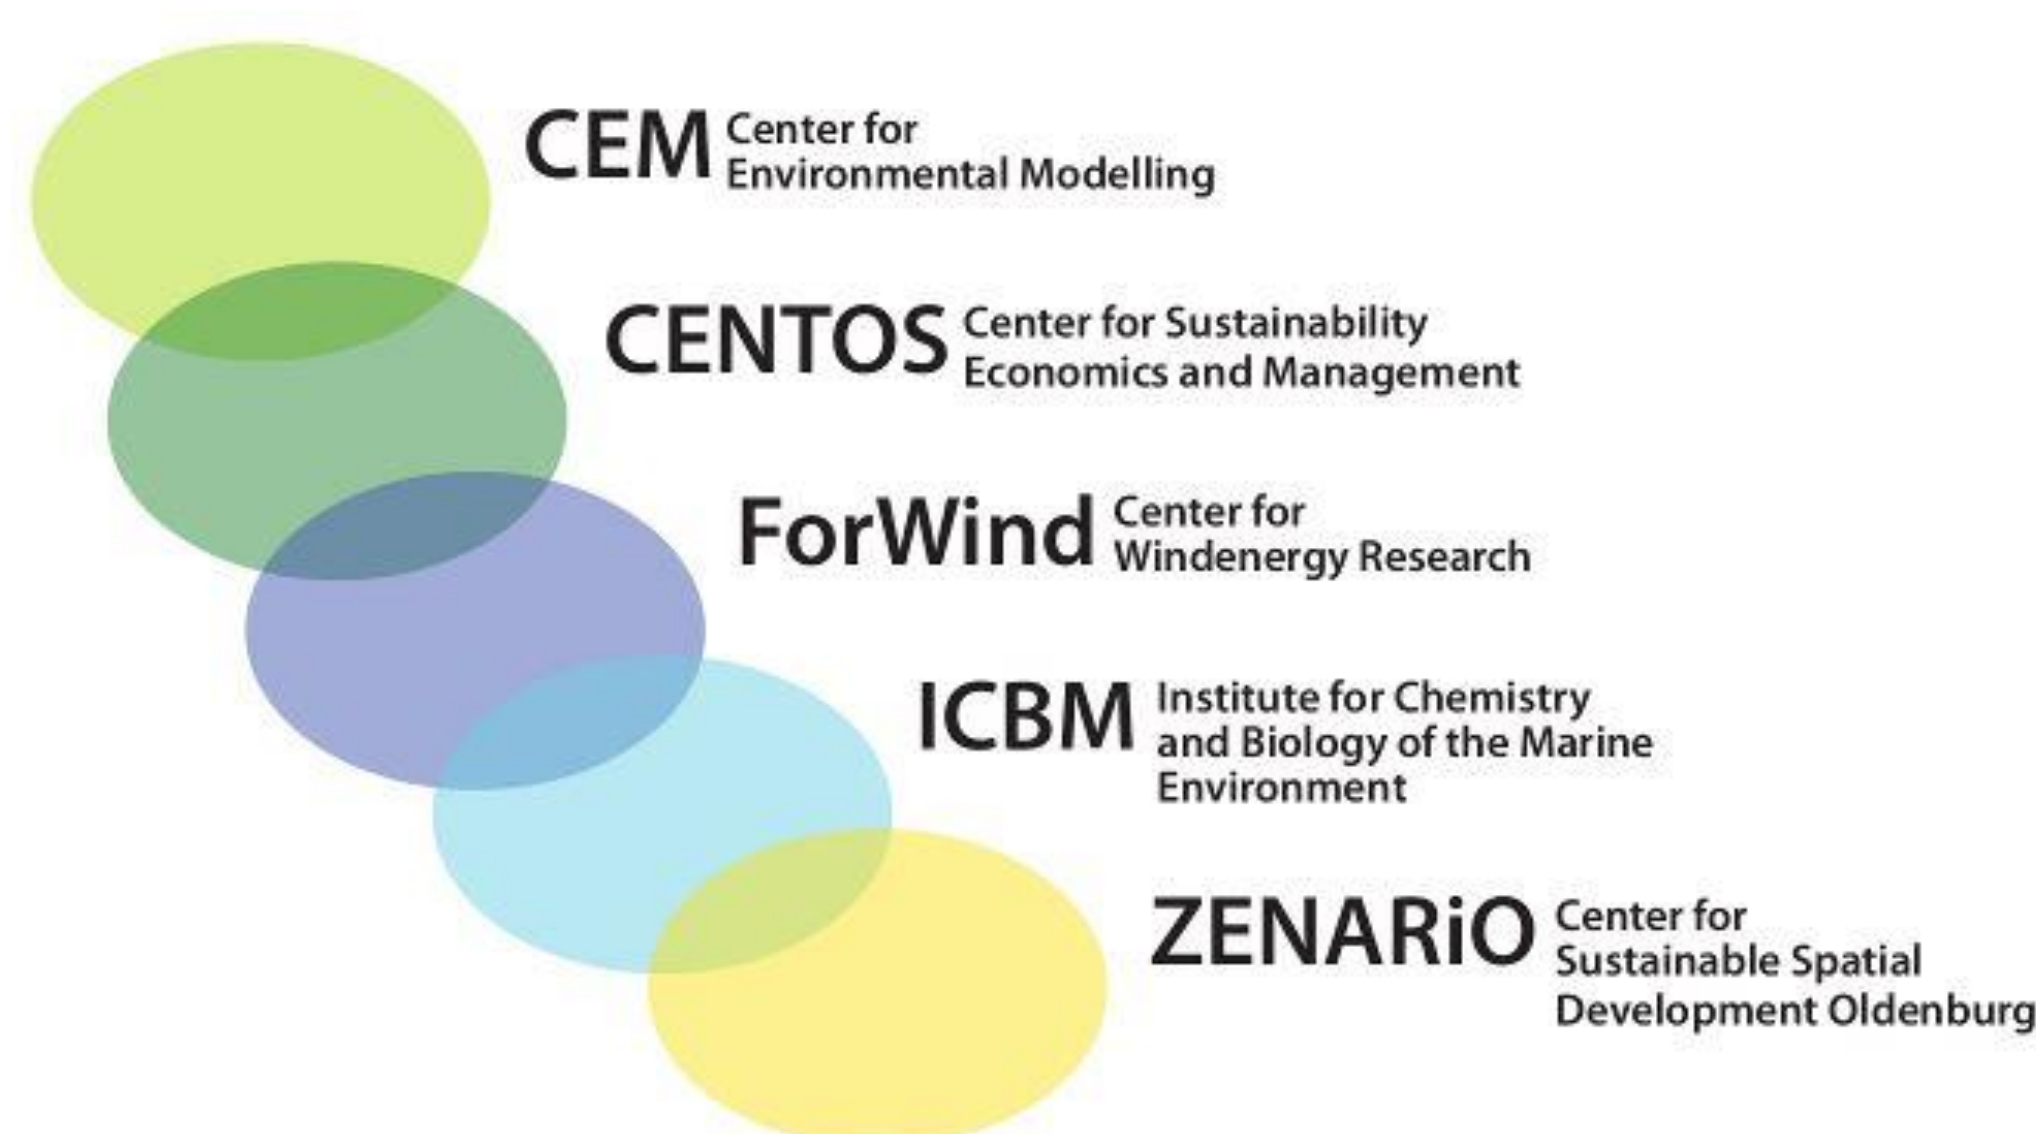 CEM Center for
Environmental Modelling
CENTOS Center for Sustainability
Economics and Management
ForWind Center for
Windenergy Research
ICBM Institute for Chemistry
and Biology of the Marine
Environment
ZENARiO Center for
Sustainable Spatial
Development Oldenburg